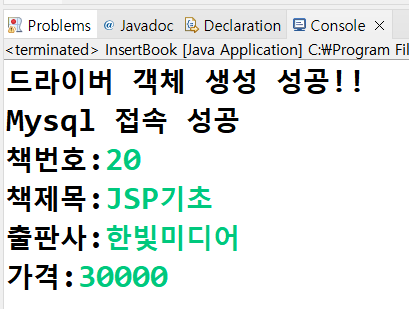 Problems @ Javadoc Declaration Console
<terminated> InsertBook [Java Application] C:₩Program Fil
드라이버 객체 생성 성공!!
Mysql 접속 성공
책번호:20
책제목:JSP기초
출판사:한빛미디어
가격:30000